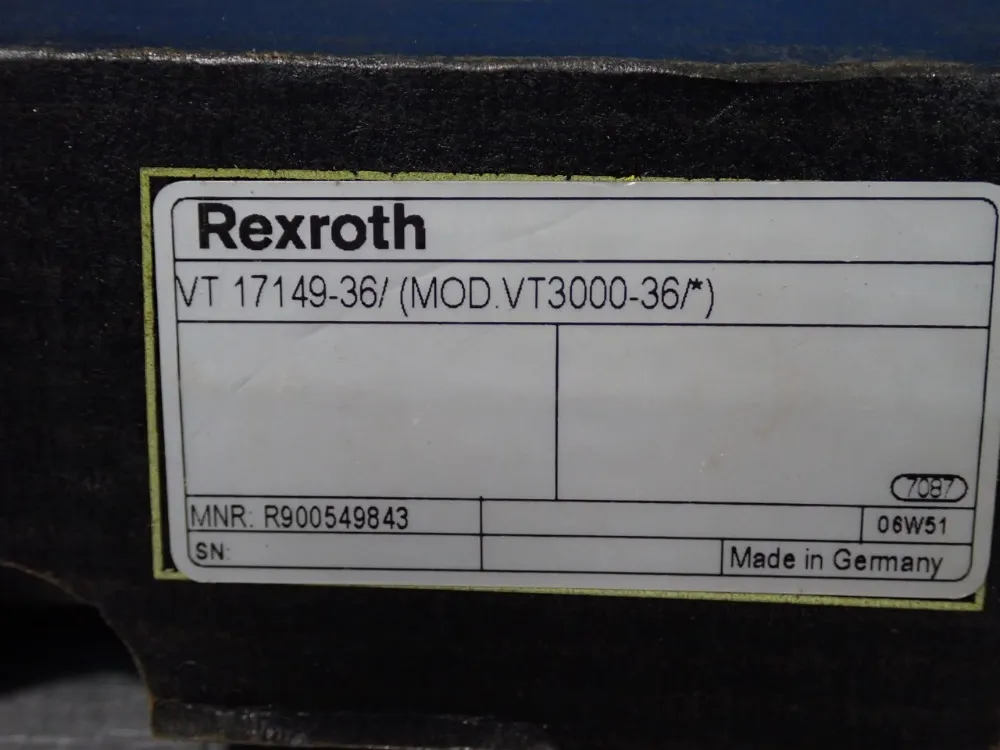 Rexroth
VT 17149-36/ (MOD.VT3000-36/*)
7087
MNR: R900549843
06W51
SN:
Made in Germany